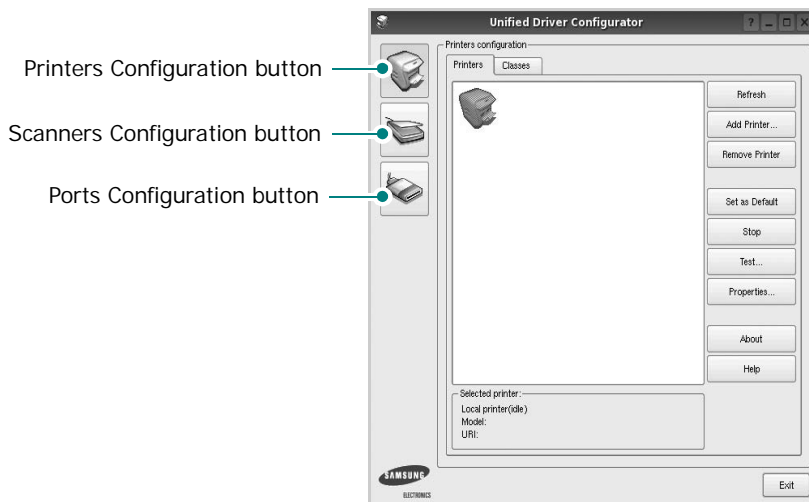 Unified Driver Configurator
Printers configuration
Printers Configuration button
Scanners Configuration button
Ports Configuration button
Printers
Classes
Refresh
Add Printer...
Remove Printer
Set as Default
Stop
Test...
Properties...
About
Help
Selected printer:
Local printer(idle)
Model:
URI:
SAMSUNG
ELECTRONICS
Exit